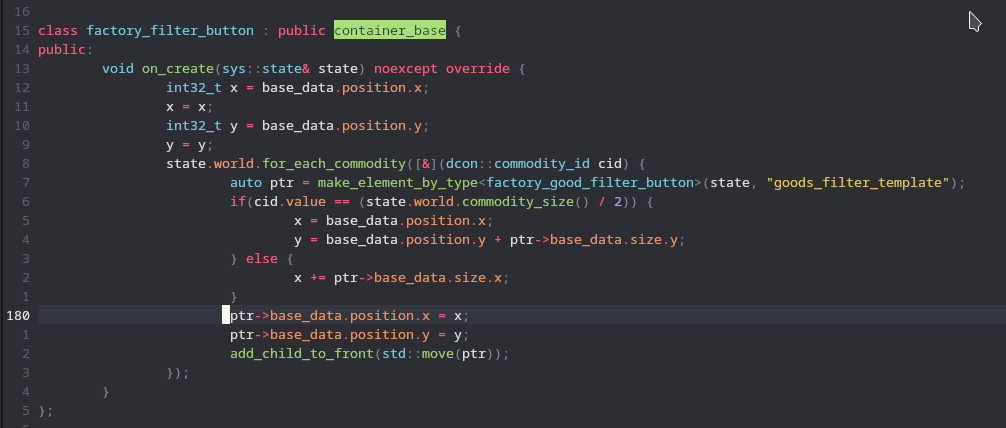 16
15 class factory_filter_button : public container_base {
14 public:
13         void on_create(sys::state& state) noexcept override {
12                 int32_t x = base_data.position.x;
11                 x = x;
10                 int32_t y = base_data.position.y;
9                 y = y;
8                 state.world.for_each_commodity([&](dcon::commodity_id cid) {
7                         auto ptr = make_element_by_type<factory_good_filter_button>(state, "goods_filter_template");
6                         if(cid.value == (state.world.commodity_size() / 2)) {
5                                 x = base_data.position.x;
4                                 y = base_data.position.y + ptr->base_data.size.y;
3                         } else {
2                                 x += ptr->base_data.size.x;
1                         }
180                         ptr->base_data.position.x = x;
1                         ptr->base_data.position.y = y;
2                         add_child_to_front(std::move(ptr));
3                 });
4         }
5 };